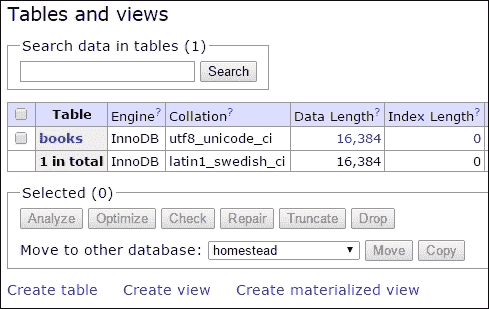 Tables and views
Search data in tables (1)
Search
Table Engine? Collation? Data Length? Index Length?
books InnoDB utf8_unicode_ci 16,384 0
1 in total InnoDB latin1_swedish_ci 16,384 0
Selected (0)
Analyze Optimize Check Repair Truncate Drop
Move to other database: homestead Move Copy
Create table Create view Create materialized view